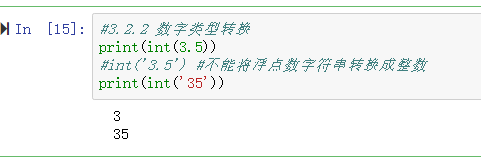 In [15]: #3.2.2 数字类型转换
print(int(3.5))
#int('3.5') #不能将浮点数字符串转换成整数
print(int('35'))
3
35